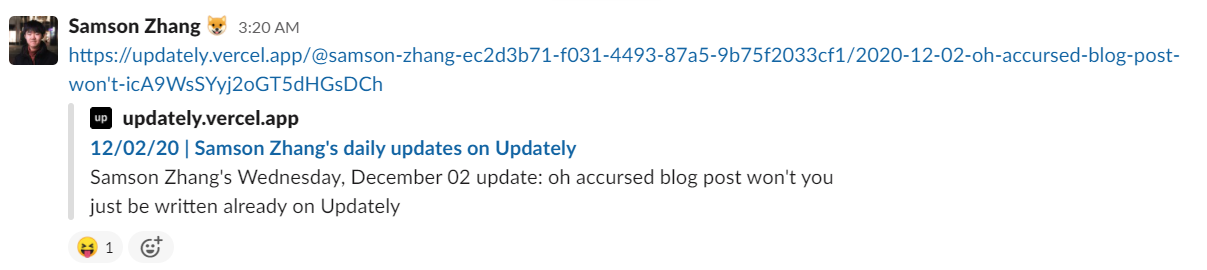 Samson Zhang 3:20 AM
https://updately.vercel.app/@samson-zhang-ec2d3b71-f031-4493-87a5-9b75f2033cf1/2020-12-02-oh-accursed-blog-post-
won't-icA9WsSYyj2oGT5dHGsDCh
up updately.vercel.app
12/02/20 | Samson Zhang's daily updates on Updately
Samson Zhang's Wednesday, December 02 update: oh accursed blog post won't you
just be written already on Updately
1